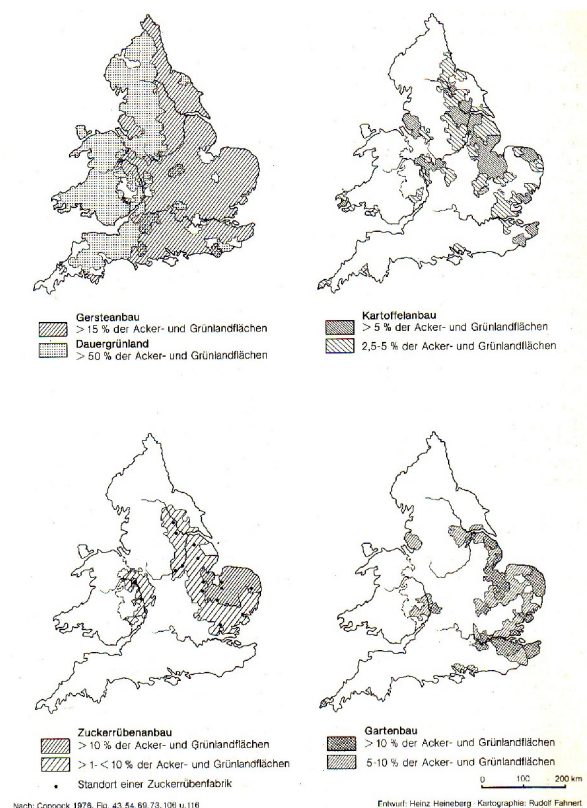 Gersteanbau
> 15 % der Acker- und Grünlandflächen
Dauergrünland
> 50 % der Acker- und Grünlandflächen
Kartoffelanbau
> 5 % der Acker- und Grünlandflächen
2,5-5 % der Acker- und Grünlandflächen
Zuckerrübenanbau
> 10 % der Acker- und Grünlandflächen
> 1-< 10 % der Acker- und Grünlandflächen
Standort einer Zuckerrübenfabrik
Gartenbau
> 10 % der Acker- und Grünlandflächen
5-10 % der Acker- und Grünlandflächen
0 100 200 km
Nach: Coppock 1976, Fig. 43,54,69,73,106 u.116
Entwurf: Heinz Heineberg · Kartographie: Rudolf Fahnert